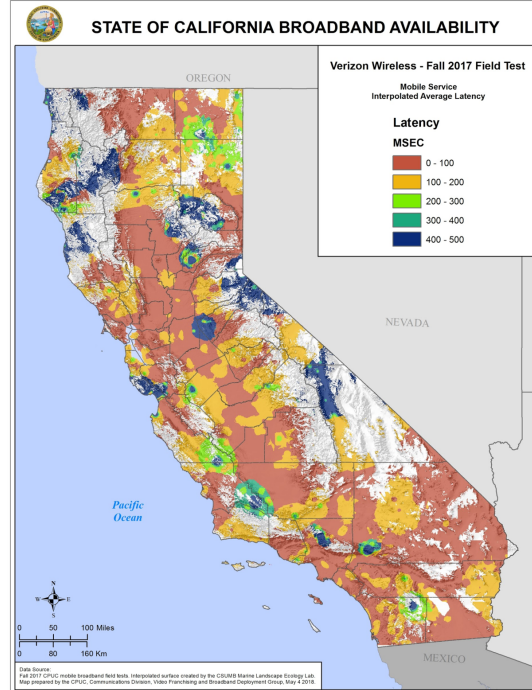 STATE OF CALIFORNIA BROADBAND AVAILABILITY
Verizon Wireless - Fall 2017 Field Test
Mobile Service
Interpolated Average Latency
Latency
MSEC
0 - 100
100 - 200
200 - 300
300 - 400
400 - 500
OREGON
NEVADA
Pacific
Ocean
N
W
E
S
0 50 100 Miles
0 80 160 Km
MEXICO
Data Source:
Fall 2017 CPUC mobile broadband field tests. Interpolated surface created by the CSUMB Marine Landscape Ecology Lab.
Map prepared by the CPUC, Communications Division, Video Franchising and Broadband Deployment Group, May 4 2018.